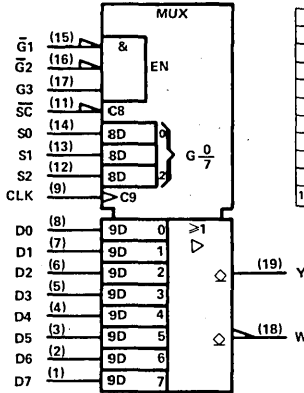 MUX
G̅1 (15) &
G̅2 (16) EN
G3 (17)
S̅C̅ (11) C8
S0 (14) 8D 0
S1 (13) 8D G 0/7
S2 (12) 8D 2
CLK (9) C9
D0 (8) 9D 0 ≥1
D1 (7) 9D 1
D2 (6) 9D 2 (19) Y
D3 (5) 9D 3
D4 (4) 9D 4
D5 (3) 9D 5 (18) W
D6 (2) 9D 6
D7 (1) 9D 7